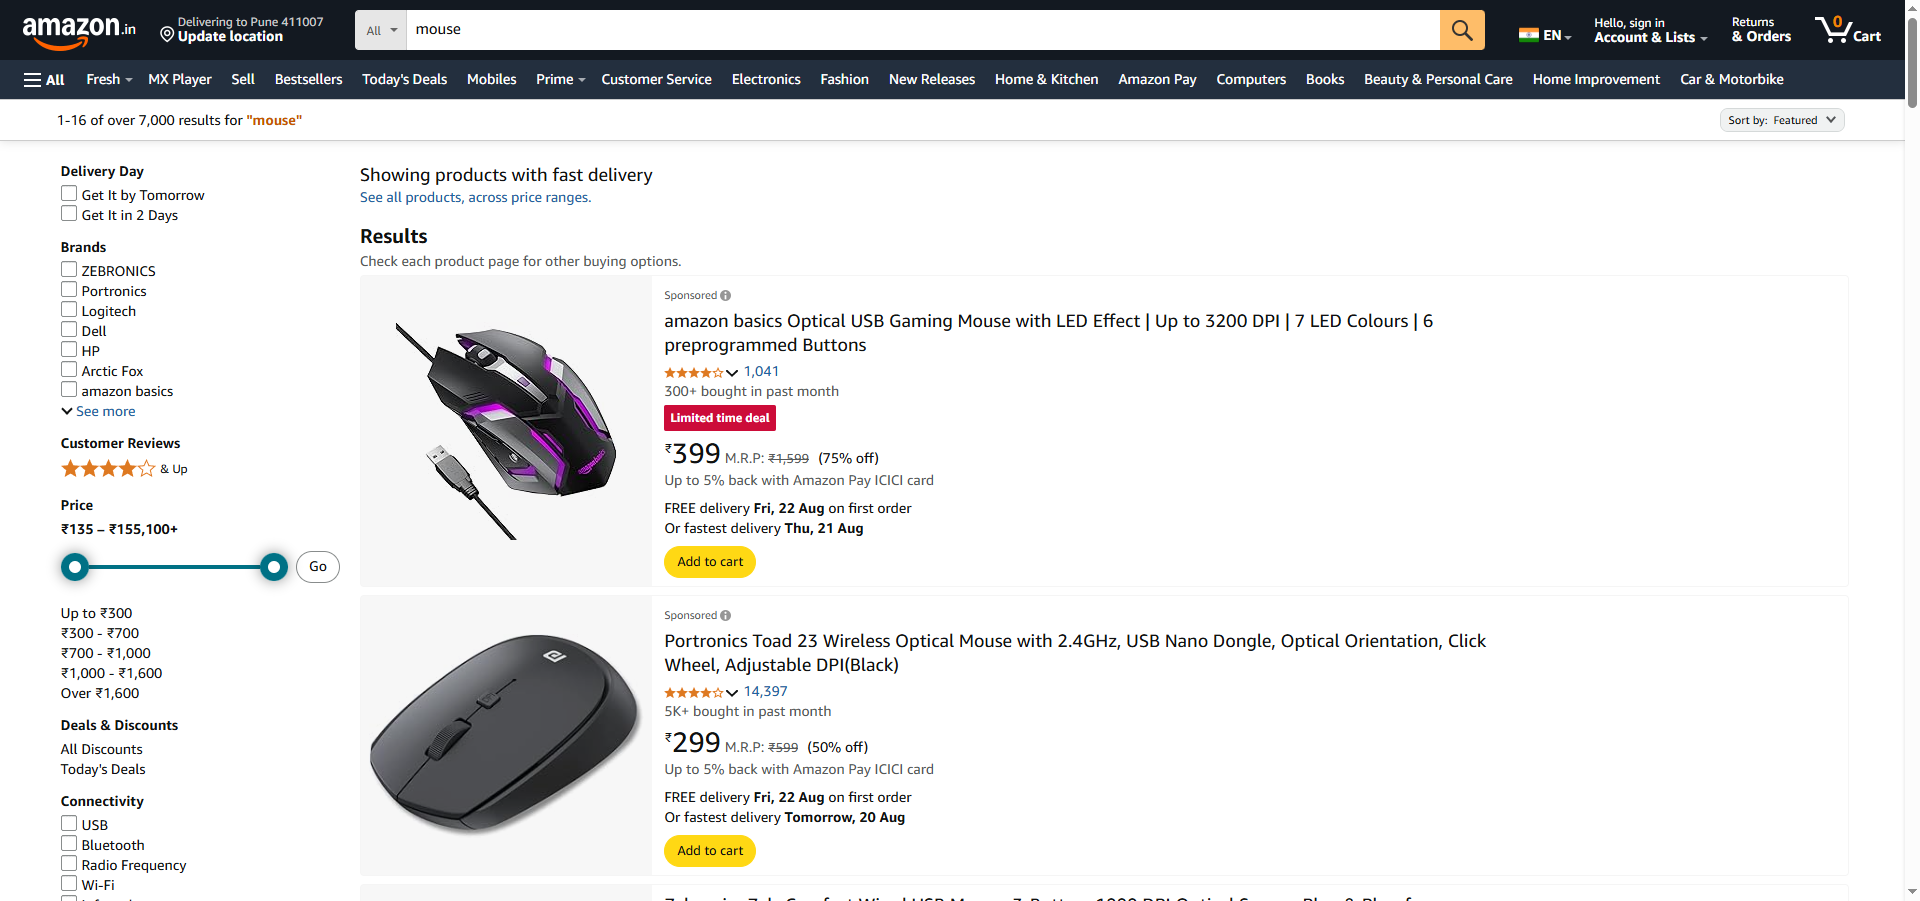 amazon.in
Delivering to Pune 411007
Update location
All
mouse
EN
Hello, sign in
Account & Lists
Returns
& Orders
0
Cart
All
Fresh
MX Player
Sell
Bestsellers
Today's Deals
Mobiles
Prime
Customer Service
Electronics
Fashion
New Releases
Home & Kitchen
Amazon Pay
Computers
Books
Beauty & Personal Care
Home Improvement
Car & Motorbike
1-16 of over 7,000 results for "mouse"
Sort by: Featured
Delivery Day
Get It by Tomorrow
Get It in 2 Days
Brands
ZEBRONICS
Portronics
Logitech
Dell
HP
Arctic Fox
amazon basics
See more
Customer Reviews
& Up
Price
₹135 – ₹155,100+
Go
Up to ₹300
₹300 - ₹700
₹700 - ₹1,000
₹1,000 - ₹1,600
Over ₹1,600
Deals & Discounts
All Discounts
Today's Deals
Connectivity
USB
Bluetooth
Radio Frequency
Wi-Fi
Showing products with fast delivery
See all products, across price ranges.
Results
Check each product page for other buying options.
Sponsored
amazon basics Optical USB Gaming Mouse with LED Effect | Up to 3200 DPI | 7 LED Colours | 6
preprogrammed Buttons
1,041
300+ bought in past month
Limited time deal
₹399 M.R.P: ₹1,599 (75% off)
Up to 5% back with Amazon Pay ICICI card
FREE delivery Fri, 22 Aug on first order
Or fastest delivery Thu, 21 Aug
Add to cart
Sponsored
Portronics Toad 23 Wireless Optical Mouse with 2.4GHz, USB Nano Dongle, Optical Orientation, Click
Wheel, Adjustable DPI(Black)
14,397
5K+ bought in past month
₹299 M.R.P: ₹599 (50% off)
Up to 5% back with Amazon Pay ICICI card
FREE delivery Fri, 22 Aug on first order
Or fastest delivery Tomorrow, 20 Aug
Add to cart